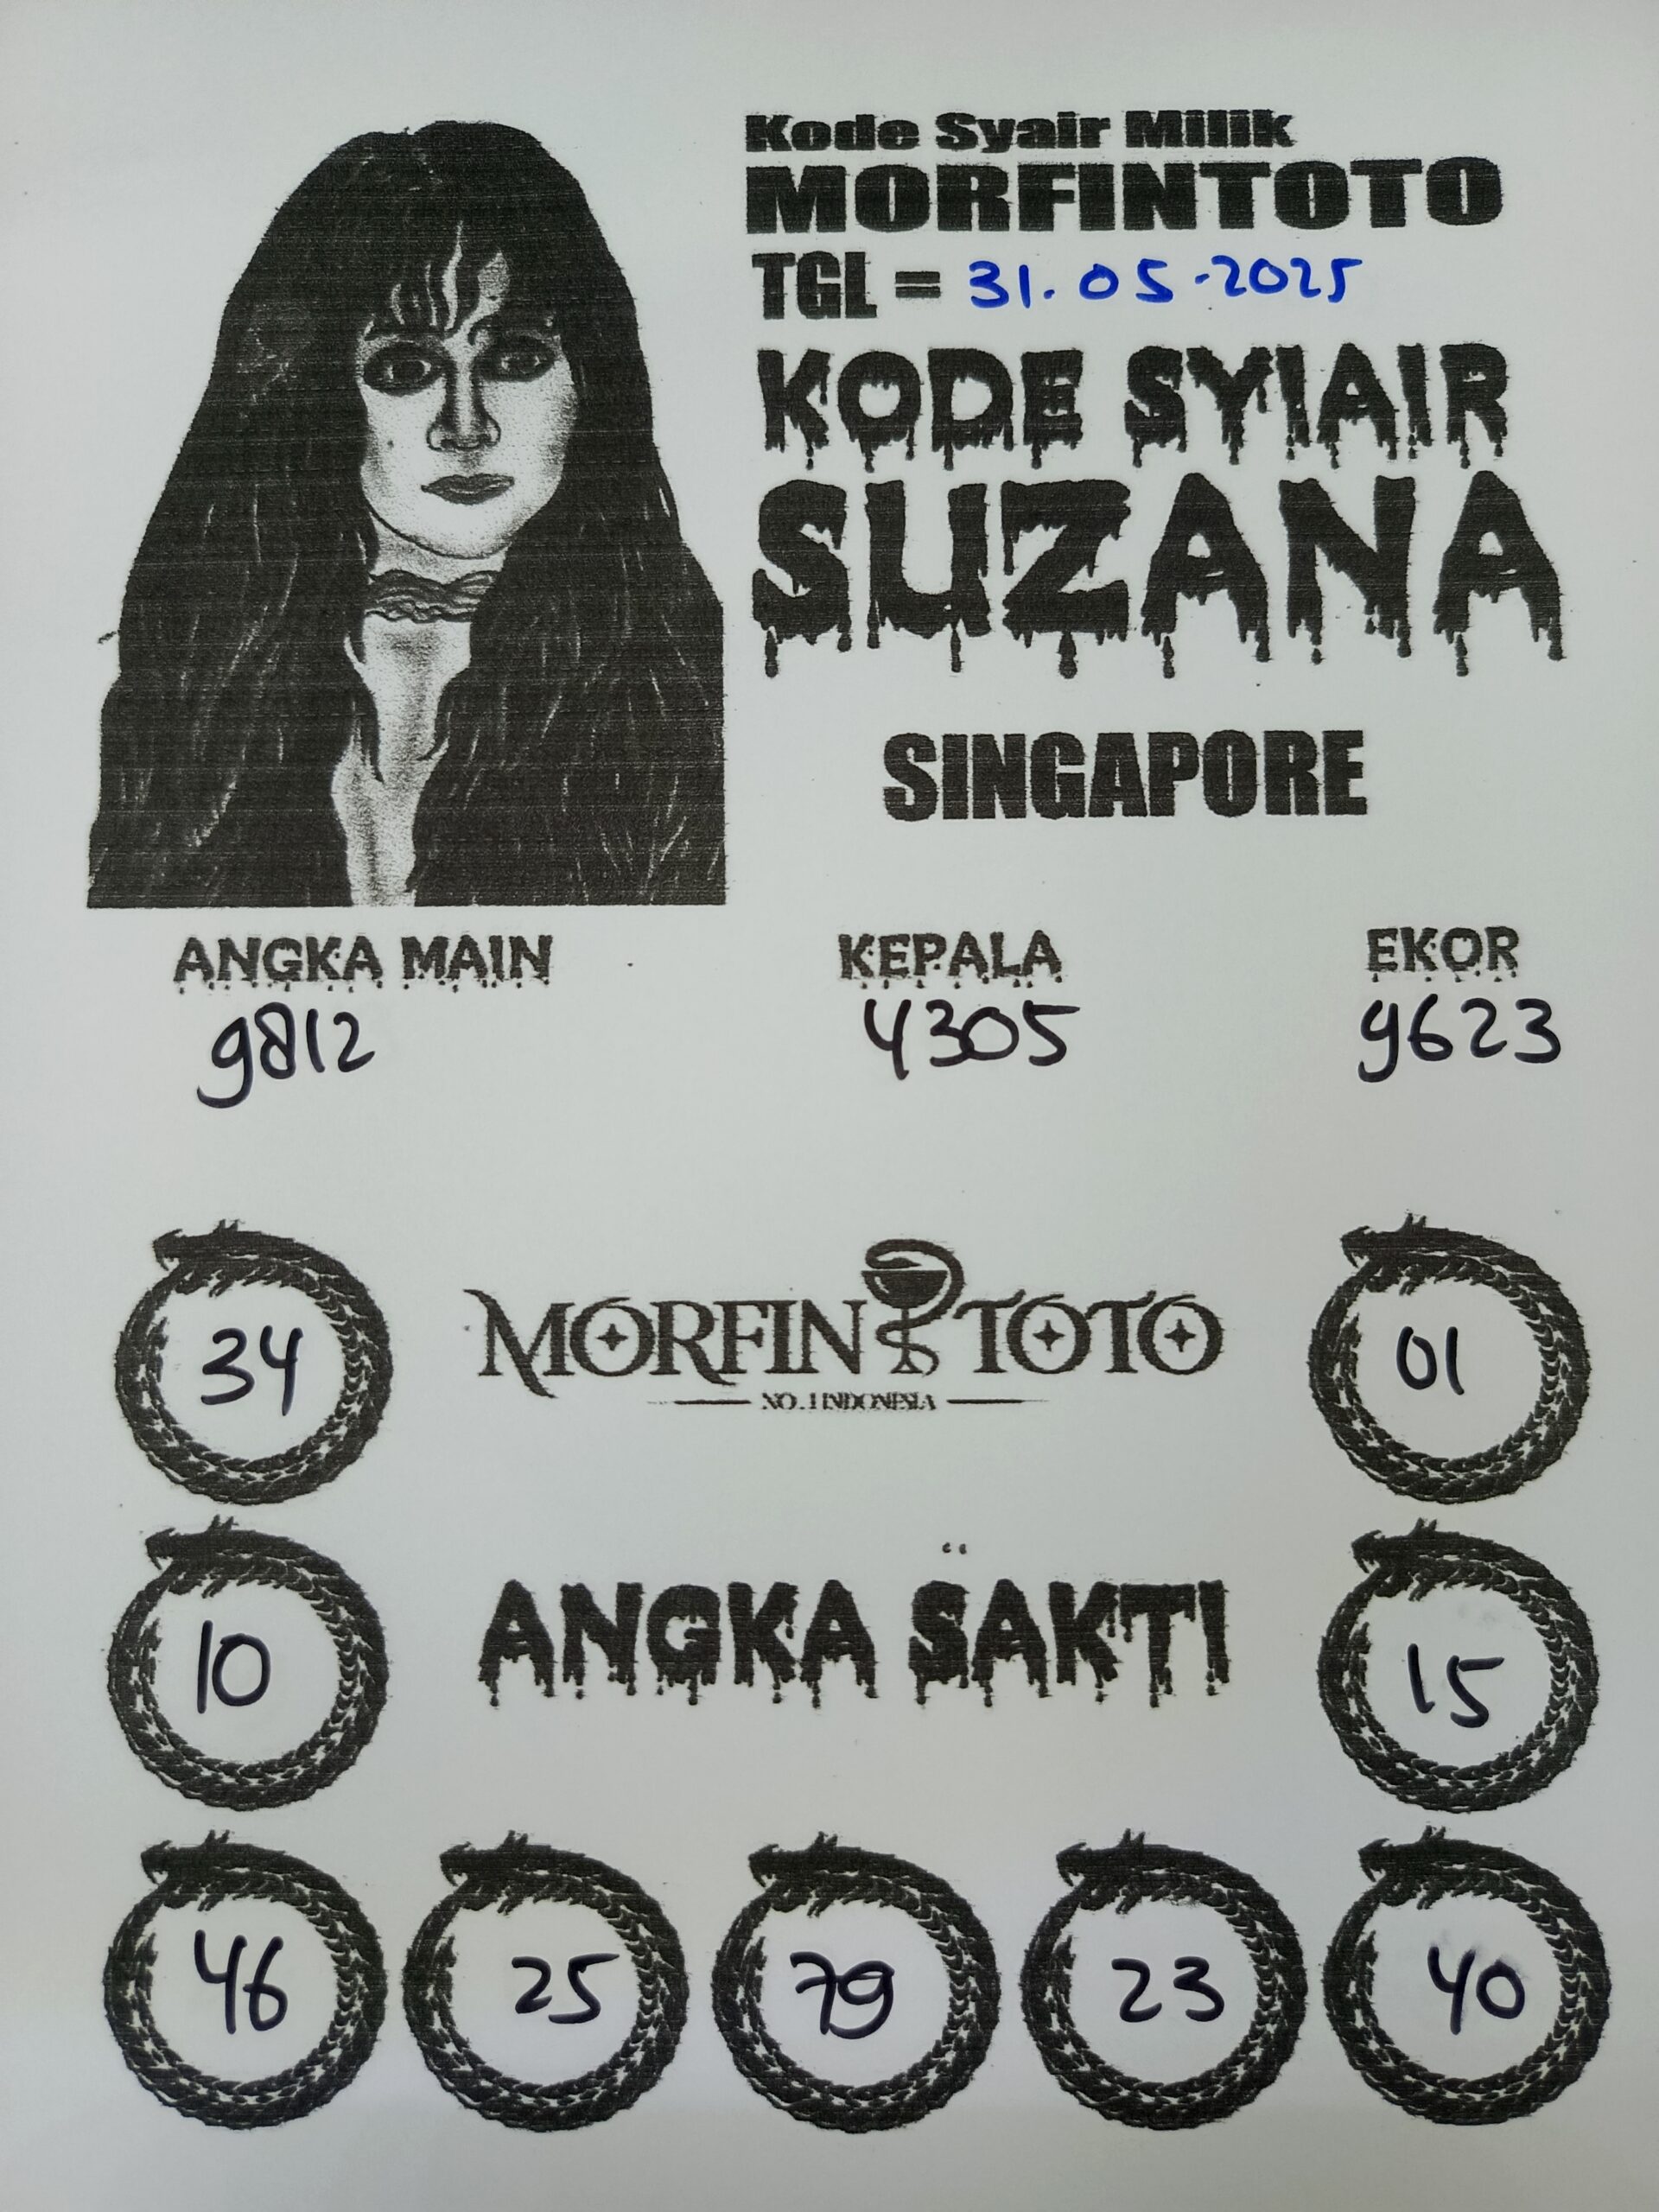 Kode Syair Milik
MORFINTOTO
TGL = 31.05.2025
KODE SYIAIR
SUZANA
SINGAPORE
ANGKA MAIN KEPALA EKOR
9812 4305 9623
34 MORFIN TOTO 01
NO.1 INDONESIA
10 ANGKA SAKTI 15
46 25 79 23 40